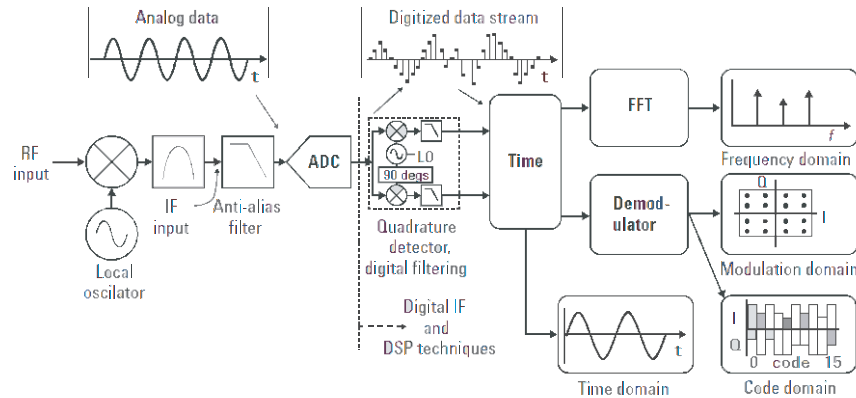 Analog data
t
Digitized data stream
t
RF
input
IF
input
Anti-alias
filter
Local
oscilator
ADC
LO
90 degs
Quadrature
detector,
digital filtering
Digital IF
and
DSP techniques
Time
FFT
f
Frequency domain
Demod-
ulator
Q
I
Modulation domain
t
Time domain
I
Q
0 code 15
Code domain